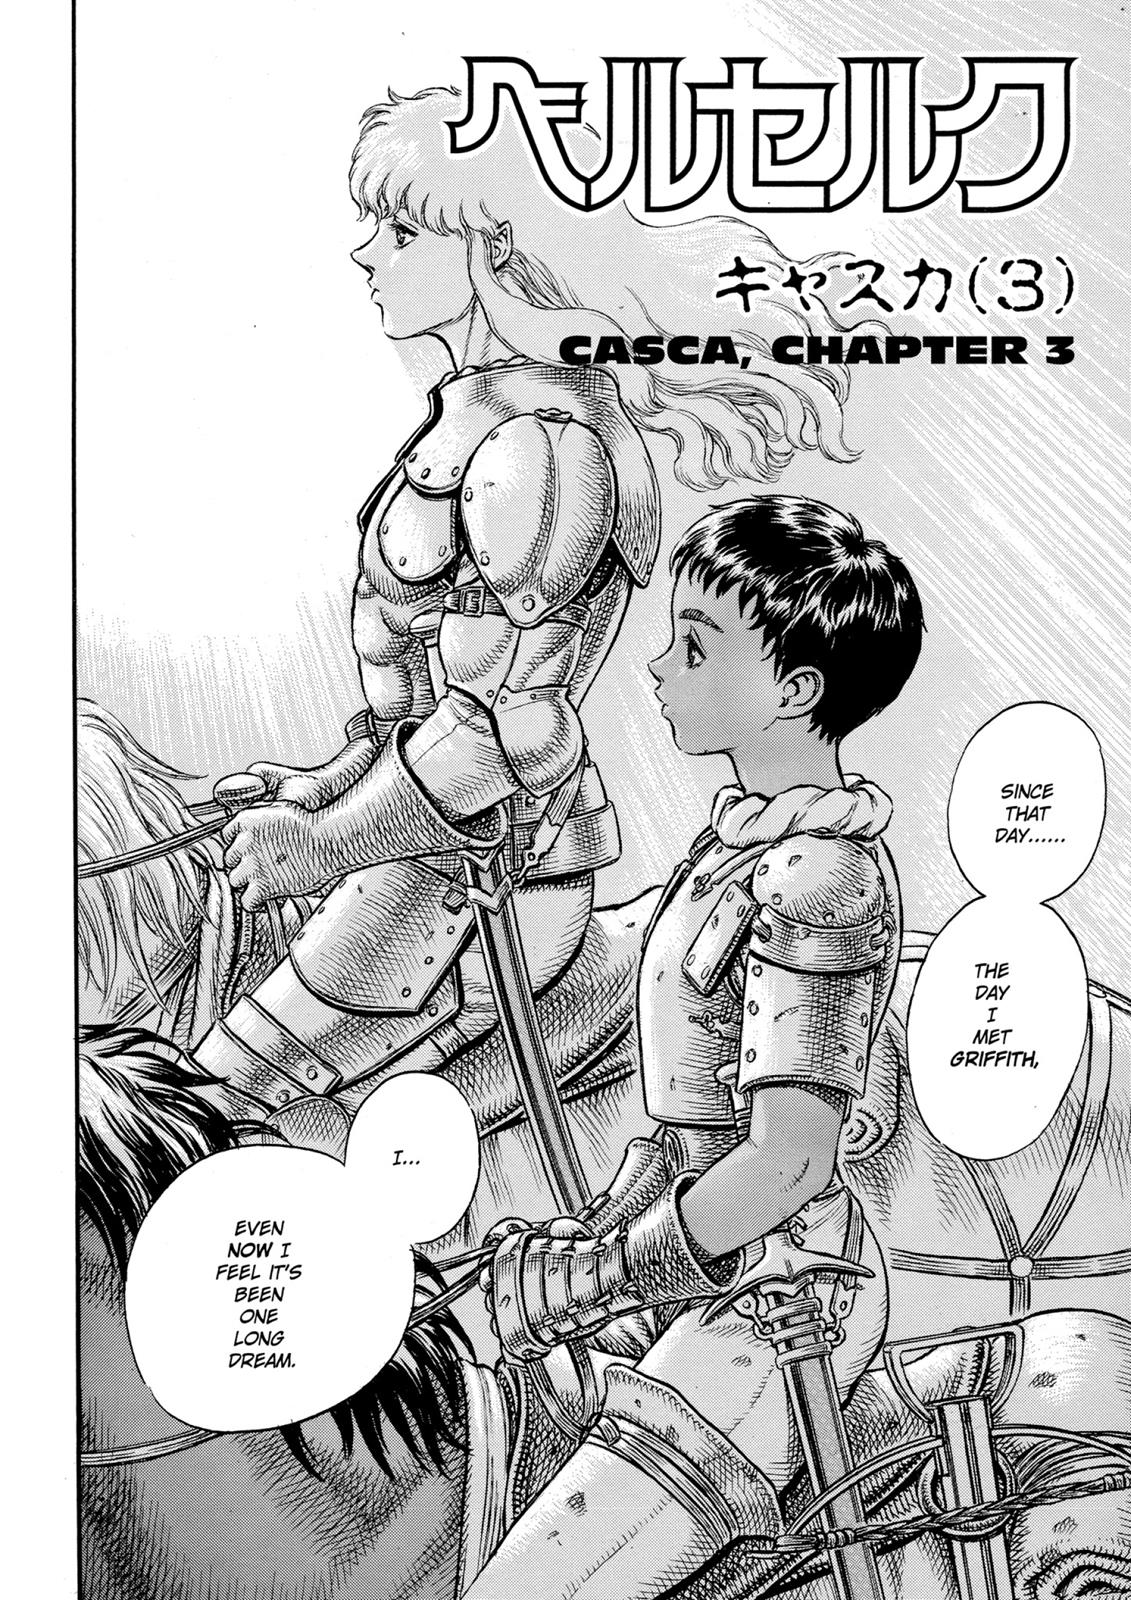 ベルセルク
キャスカ(3)
CASCA, CHAPTER 3
SINCE
THAT
DAY......
THE
DAY
I
MET
GRIFFITH,
I...
EVEN
NOW I
FEEL IT'S
BEEN
ONE
LONG
DREAM.